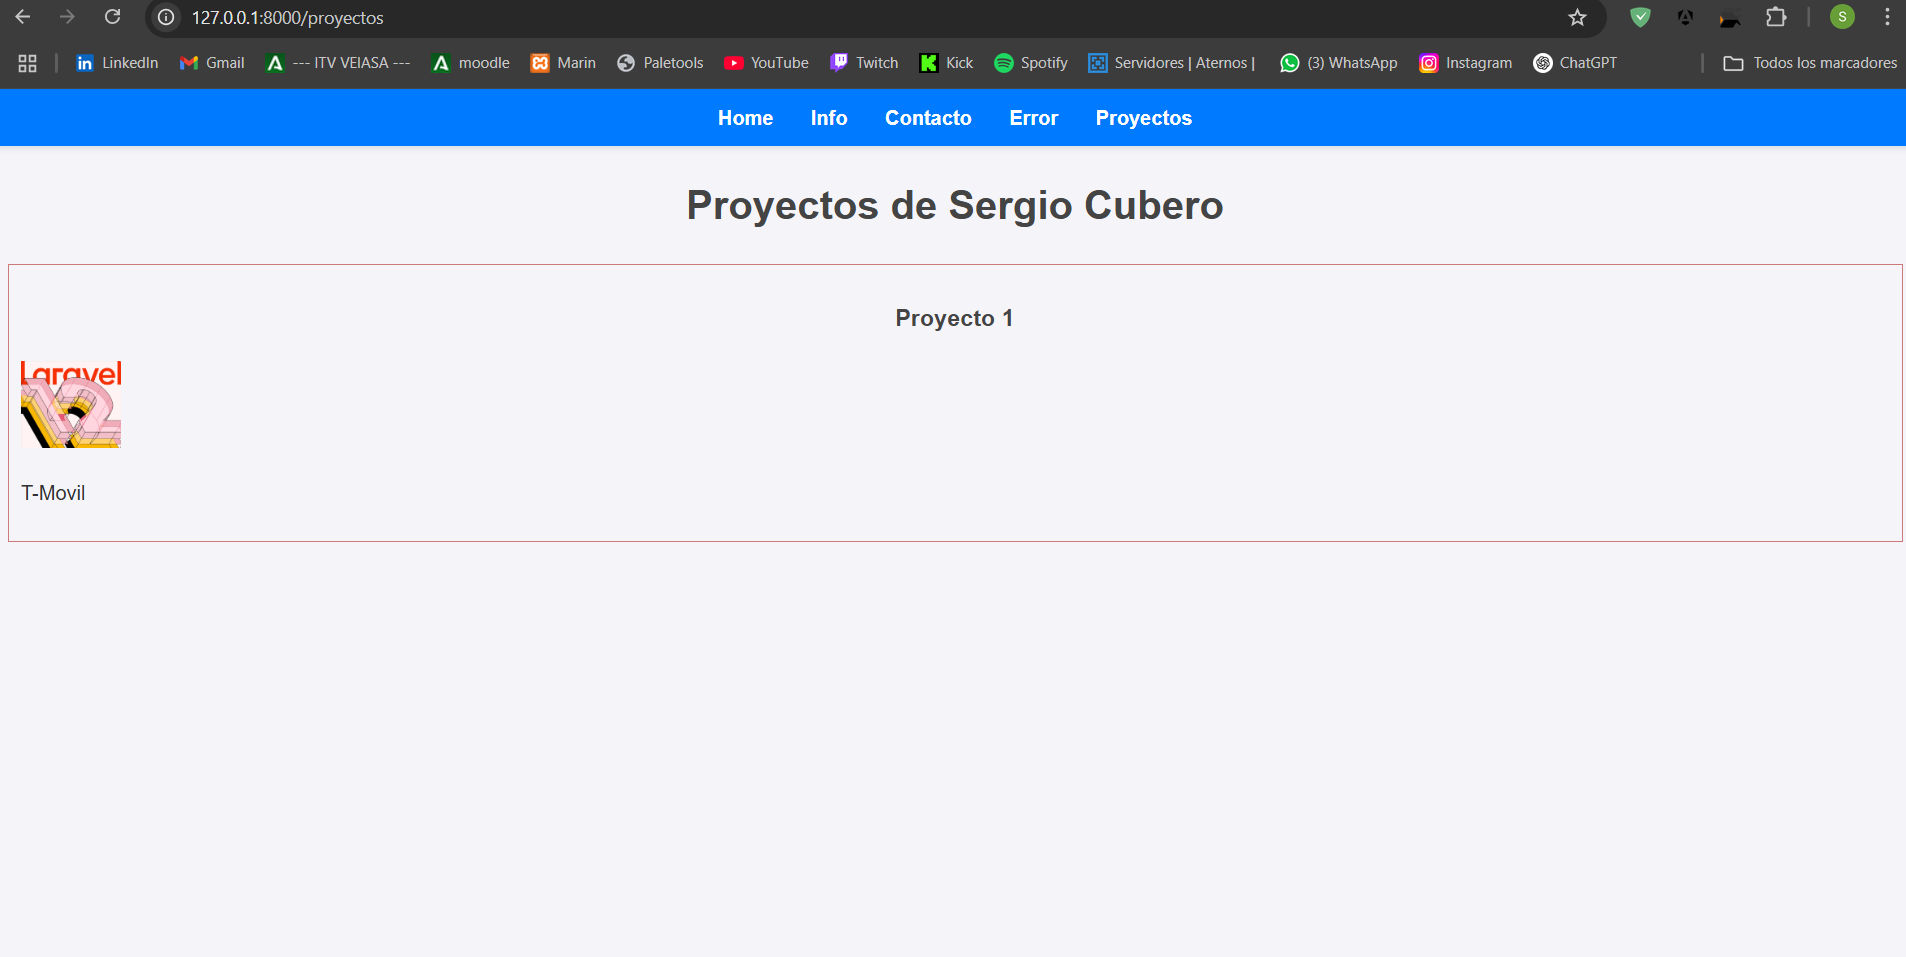 127.0.0.1:8000/proyectos
S
LinkedIn Gmail --- ITV VEIASA --- moodle Marin Paletools YouTube Twitch Kick Spotify Servidores | Aternos | (3) WhatsApp Instagram ChatGPT Todos los marcadores
Home Info Contacto Error Proyectos
Proyectos de Sergio Cubero
Proyecto 1
Laravel
12
T-Movil